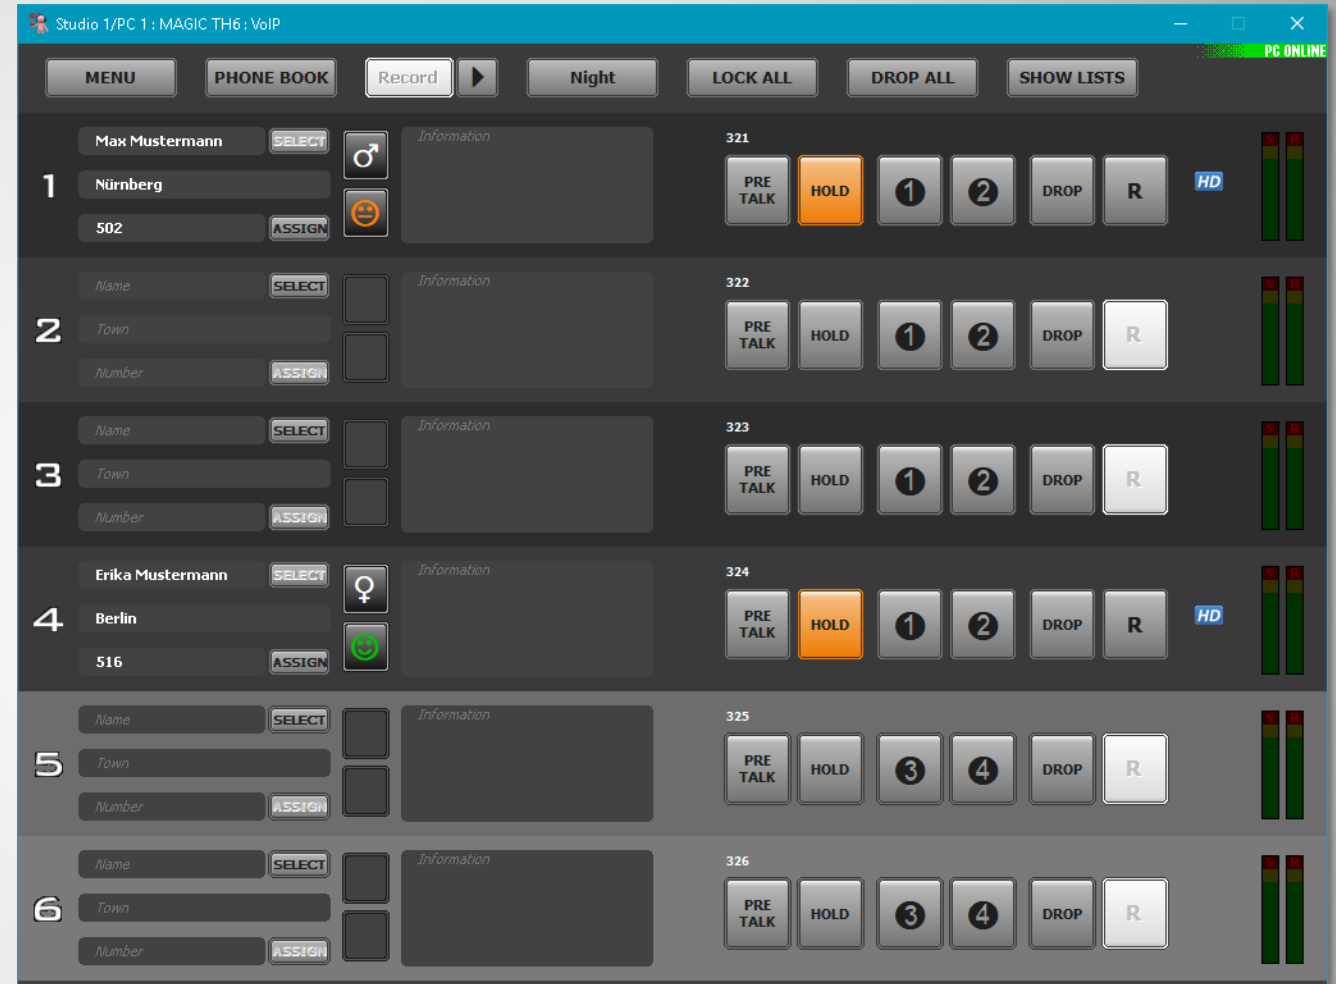 Studio 1/PC 1 : MAGIC TH6 : VoIP
PC ONLINE
MENU PHONE BOOK Record Night LOCK ALL DROP ALL SHOW LISTS
1
Max Mustermann SELECT
Nürnberg
502 ASSIGN
Information
321
PRE TALK HOLD 1 2 DROP R
HD
S R
2
Name SELECT
Town
Number ASSIGN
Information
322
PRE TALK HOLD 1 2 DROP R
S R
3
Name SELECT
Town
Number ASSIGN
Information
323
PRE TALK HOLD 1 2 DROP R
S R
4
Erika Mustermann SELECT
Berlin
516 ASSIGN
Information
324
PRE TALK HOLD 1 2 DROP R
HD
S R
5
Name SELECT
Town
Number ASSIGN
Information
325
PRE TALK HOLD 3 4 DROP R
S R
6
Name SELECT
Town
Number ASSIGN
Information
326
PRE TALK HOLD 3 4 DROP R
S R